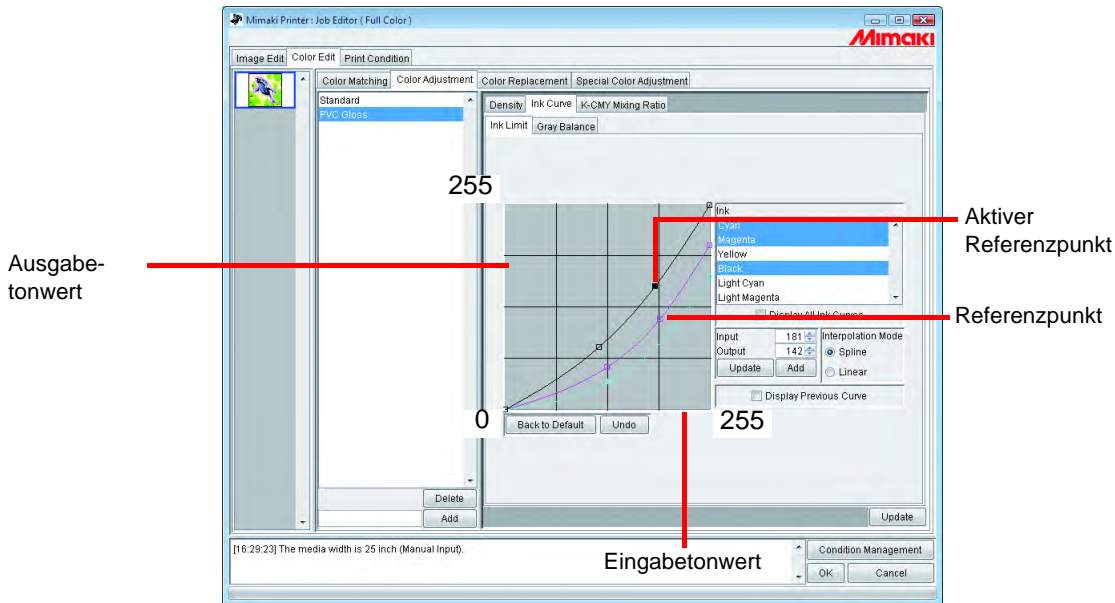 Mimaki Printer : Job Editor ( Full Color )
Mimaki
Image Edit Color Edit Print Condition
Color Matching Color Adjustment Color Replacement Special Color Adjustment
Standard
PVC Gloss
Density Ink Curve K-CMY Mixing Ratio
Ink Limit Gray Balance
255
Ink
Cyan
Magenta
Yellow
Black
Light Cyan
Light Magenta
Aktiver
Referenzpunkt
Ausgabe-
tonwert
Display All Ink Curves
Referenzpunkt
Input 181 Interpolation Mode
Output 142 Spline
Update Add Linear
Display Previous Curve
0 255
Back to Default Undo
Delete
Add
Update
[16:29:23] The media width is 25 inch (Manual Input).
Eingabetonwert
Condition Management
OK Cancel